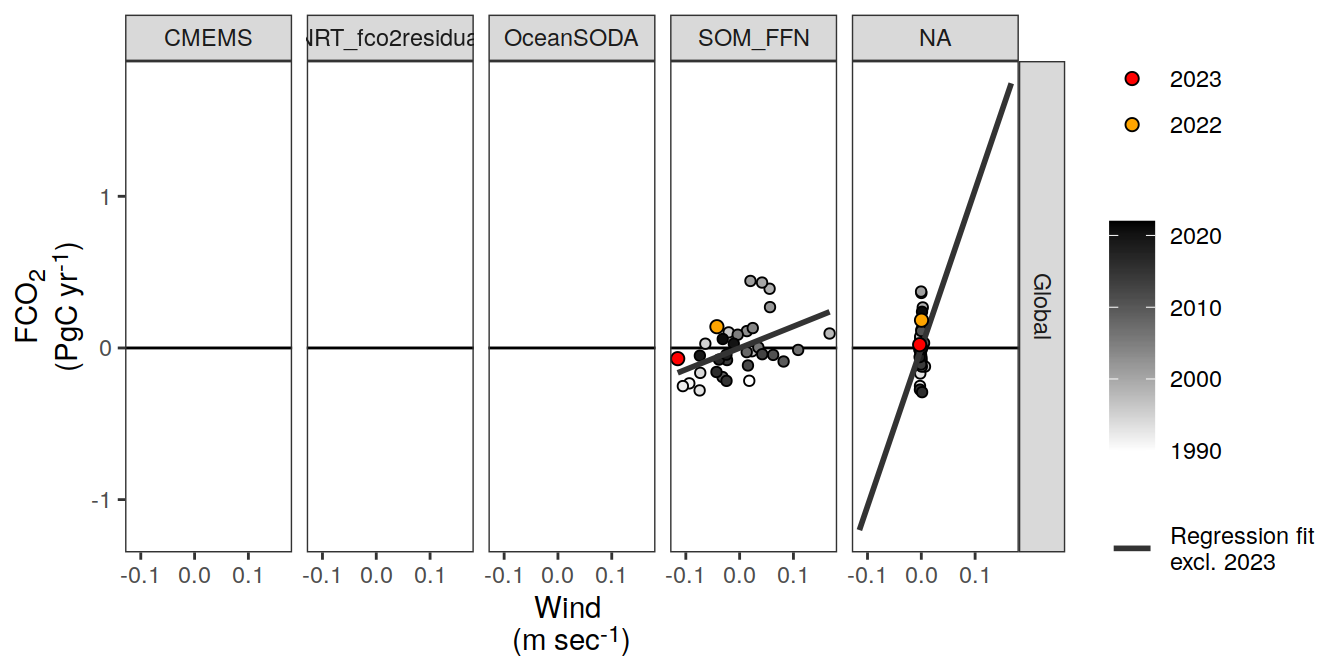 CMEMS
NRT_fco2residua
OceanSODA
SOM_FFN
NA
Global
FCO2
(PgC yr-1)
1
0
-1
-0.1 0.0 0.1
-0.1 0.0 0.1
-0.1 0.0 0.1
-0.1 0.0 0.1
-0.1 0.0 0.1
Wind
(m sec-1)
2023
2022
2020
2010
2000
1990
Regression fit
excl. 2023